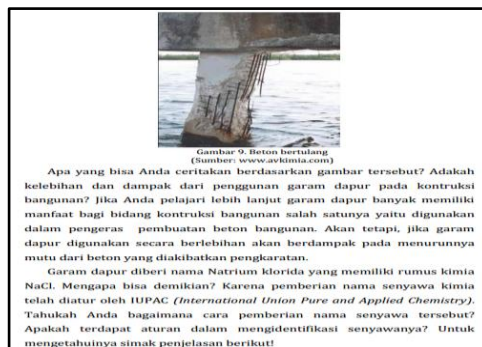 Gambar 9. Beton bertulang
(Sumber: www.avkimia.com)
Apa yang bisa Anda ceritakan berdasarkan gambar tersebut? Adakah
kelebihan dan dampak dari penggunan garam dapur pada kontruksi
bangunan? Jika Anda pelajari lebih lanjut garam dapur banyak memiliki
manfaat bagi bidang kontruksi bangunan salah satunya yaitu digunakan
dalam pengeras pembuatan beton bangunan. Akan tetapi, jika garam
dapur digunakan secara berlebihan akan berdampak pada menurunnya
mutu dari beton yang diakibatkan pengkaratan.
Garam dapur diberi nama Natrium klorida yang memiliki rumus kimia
NaCl. Mengapa bisa demikian? Karena pemberian nama senyawa kimia
telah diatur oleh IUPAC (International Union Pure and Applied Chemistry).
Tahukah Anda bagaimana cara pemberian nama senyawa tersebut?
Apakah terdapat aturan dalam mengidentifikasi senyawanya? Untuk
mengetahuinya simak penjelasan berikut!